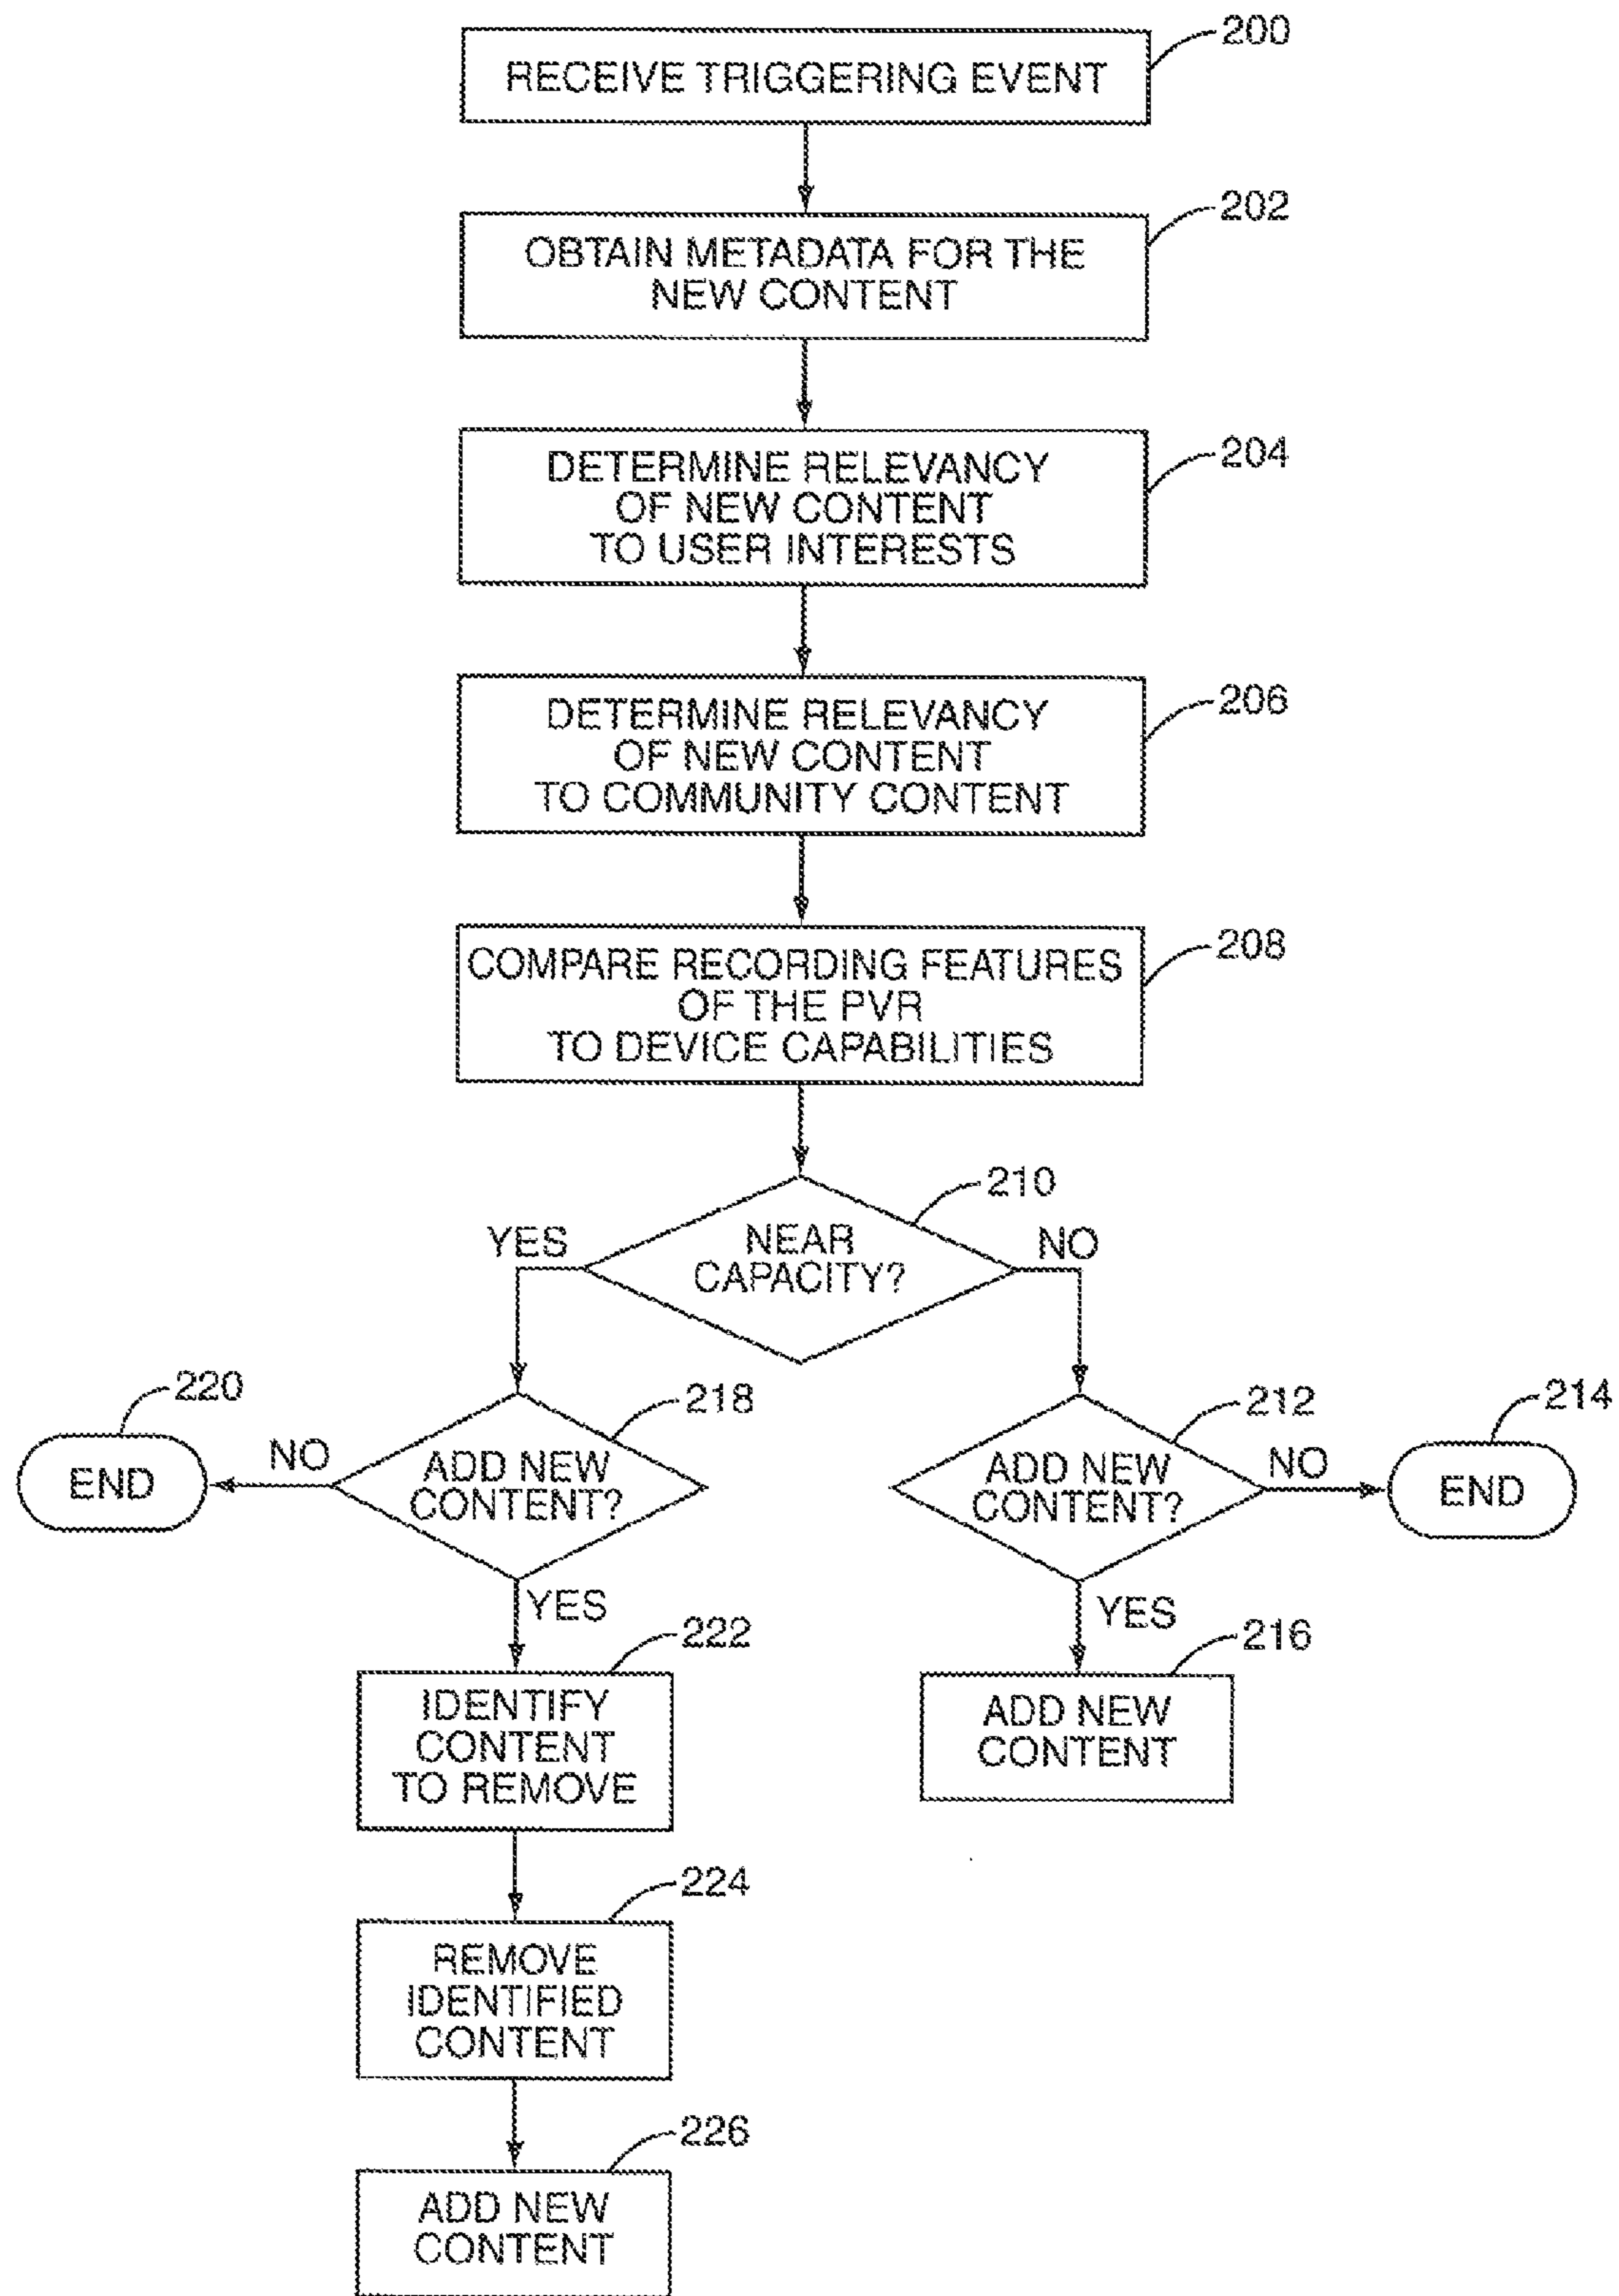 200
RECEIVE TRIGGERING EVENT
202
OBTAIN METADATA FOR THE
NEW CONTENT
204
DETERMINE RELEVANCY
OF NEW CONTENT
TO USER INTERESTS
206
DETERMINE RELEVANCY
OF NEW CONTENT
TO COMMUNITY CONTENT
208
COMPARE RECORDING FEATURES
OF THE PVR
TO DEVICE CAPABILITIES
210
YES
NEAR
CAPACITY?
NO
220
END
NO
218
ADD NEW
CONTENT?
YES
212
ADD NEW
CONTENT?
NO
214
END
YES
222
IDENTIFY
CONTENT
TO REMOVE
216
ADD NEW
CONTENT
224
REMOVE
IDENTIFIED
CONTENT
226
ADD NEW
CONTENT